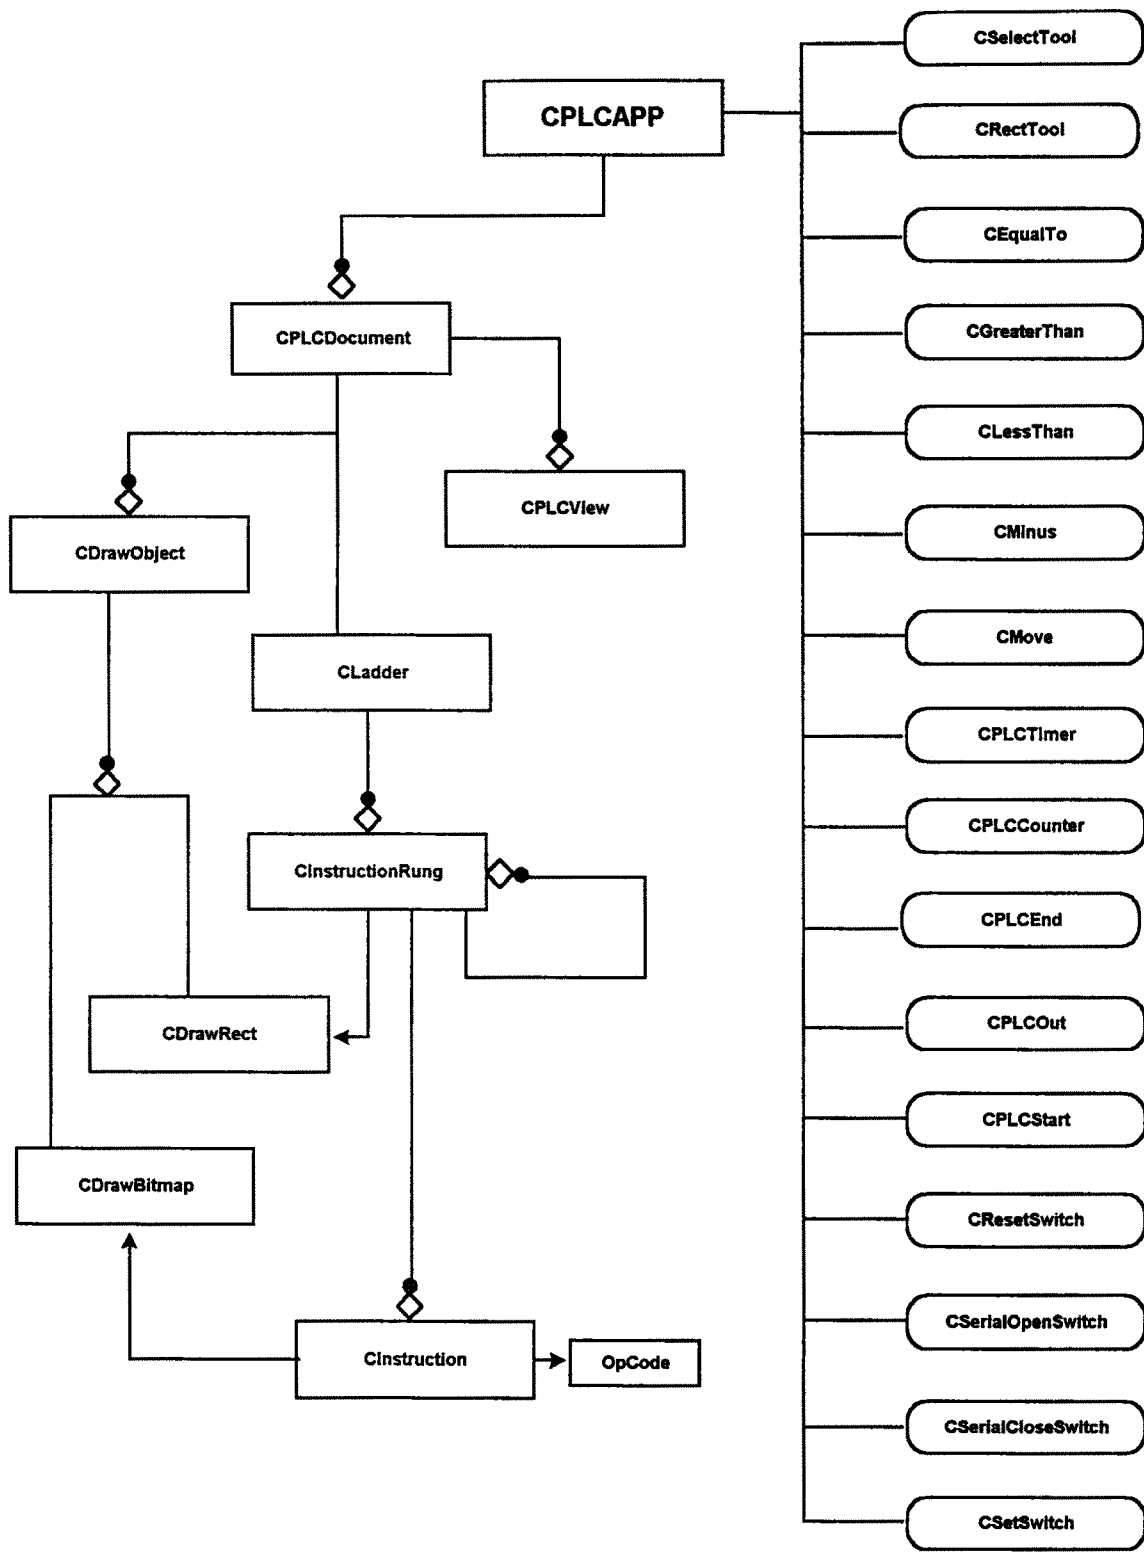 CPLCAPP
CPLCDocument
CPLCView
CDrawObject
CLadder
CInstructionRung
CDrawRect
CDrawBitmap
CInstruction
OpCode
CSelectTool
CRectTool
CEqualTo
CGreaterThan
CLessThan
CMinus
CMove
CPLCTimer
CPLCCounter
CPLCEnd
CPLCOut
CPLCStart
CResetSwitch
CSerialOpenSwitch
CSerialCloseSwitch
CSetSwitch